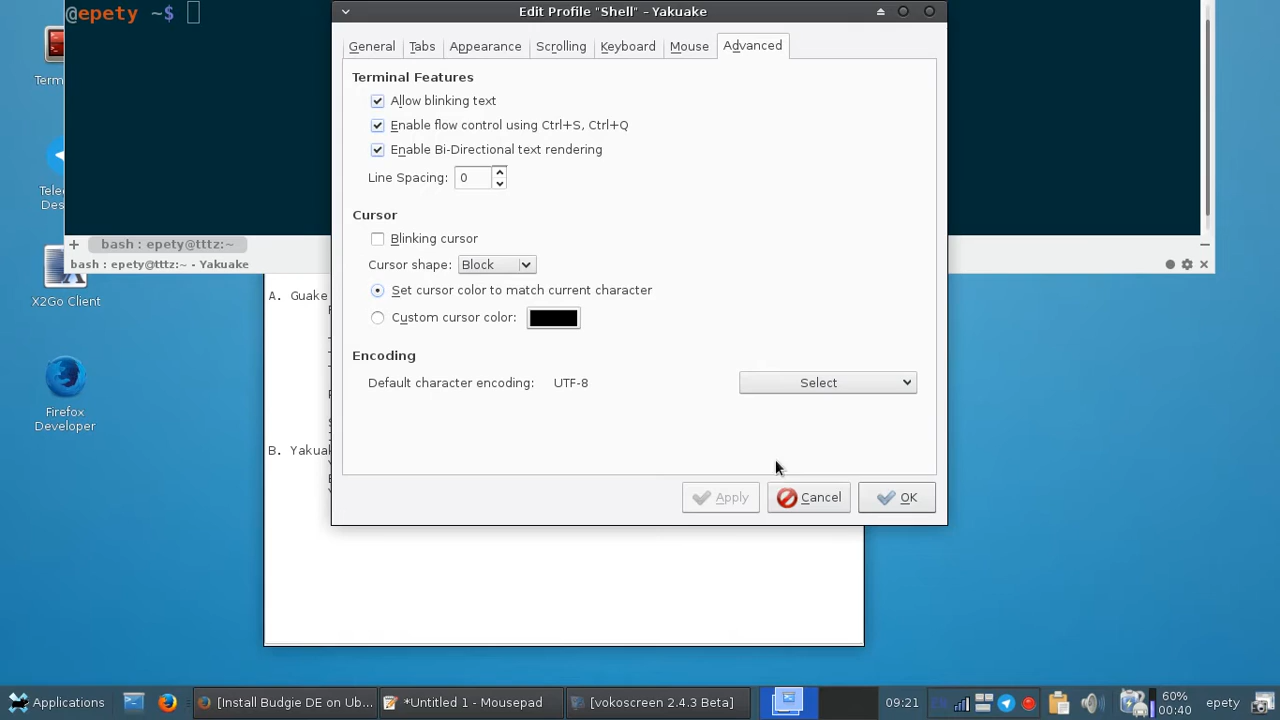 @epety ~$
Edit Profile "Shell" – Yakuake
General Tabs Appearance Scrolling Keyboard Mouse Advanced
Terminal Features
Allow blinking text
Enable flow control using Ctrl+S, Ctrl+Q
Enable Bi-Directional text rendering
Line Spacing: 0
Cursor
Blinking cursor
Cursor shape: Block
Set cursor color to match current character
Custom cursor color:
Encoding
Default character encoding: UTF-8 Select
Apply Cancel OK
+ bash : epety@tttz:~
bash : epety@tttz:~ - Yakuake
A. Guake
B. Yakuak
Term
Tele
Des
X2Go Client
Firefox
Developer
Applications [Install Budgie DE on Ub... *Untitled 1 - Mousepad [vokoscreen 2.4.3 Beta] 09:21 EN 60% epety
00:40